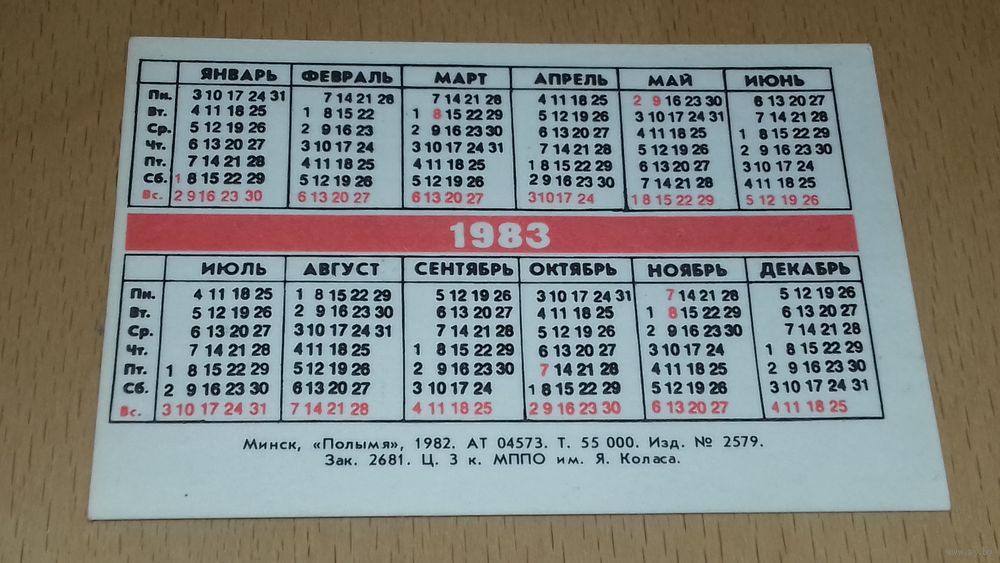 ЯНВАРЬ ФЕВРАЛЬ МАРТ АПРЕЛЬ МАЙ ИЮНЬ
Пн. 3 10 17 24 31 7 14 21 28 7 14 21 28 4 11 18 25 2 9 16 23 30 6 13 20 27
Вт. 4 11 18 25 1 8 15 22 1 8 15 22 29 5 12 19 26 3 10 17 24 31 7 14 21 28
Ср. 5 12 19 26 2 9 16 23 2 9 16 23 30 6 13 20 27 4 11 18 25 1 8 15 22 29
Чт. 6 13 20 27 3 10 17 24 3 10 17 24 31 7 14 21 28 5 12 19 26 2 9 16 23 30
Пт. 7 14 21 28 4 11 18 25 4 11 18 25 1 8 15 22 29 6 13 20 27 3 10 17 24
Сб. 1 8 15 22 29 5 12 19 26 5 12 19 26 2 9 16 23 30 7 14 21 28 4 11 18 25
Вс. 2 9 16 23 30 6 13 20 27 6 13 20 27 3 10 17 24 1 8 15 22 29 5 12 19 26
1983
ИЮЛЬ АВГУСТ СЕНТЯБРЬ ОКТЯБРЬ НОЯБРЬ ДЕКАБРЬ
Пн. 4 11 18 25 1 8 15 22 29 5 12 19 26 3 10 17 24 31 7 14 21 28 5 12 19 26
Вт. 5 12 19 26 2 9 16 23 30 6 13 20 27 4 11 18 25 1 8 15 22 29 6 13 20 27
Ср. 6 13 20 27 3 10 17 24 31 7 14 21 28 5 12 19 26 2 9 16 23 30 7 14 21 28
Чт. 7 14 21 28 4 11 18 25 1 8 15 22 29 6 13 20 27 3 10 17 24 1 8 15 22 29
Пт. 1 8 15 22 29 5 12 19 26 2 9 16 23 30 7 14 21 28 4 11 18 25 2 9 16 23 30
Сб. 2 9 16 23 30 6 13 20 27 3 10 17 24 1 8 15 22 29 5 12 19 26 3 10 17 24 31
Вс. 3 10 17 24 31 7 14 21 28 4 11 18 25 2 9 16 23 30 6 13 20 27 4 11 18 25
Минск, «Полымя», 1982. АТ 04573. Т. 55 000. Изд. № 2579.
Зак. 2681. Ц. 3 к. МППО им. Я. Коласа.